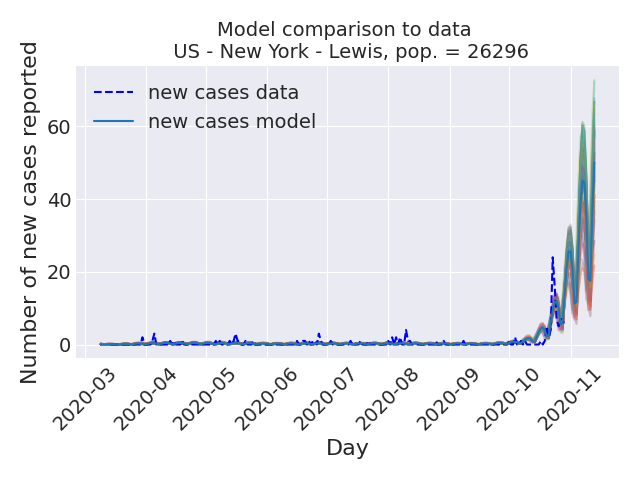 Model comparison to data
US - New York - Lewis, pop. = 26296
Number of new cases reported
new cases data
new cases model
60
40
20
0
2020-03
2020-04
2020-05
2020-06
2020-07
2020-08
2020-09
2020-10
2020-11
Day